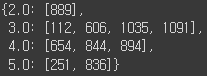 {2.0: [889],
3.0: [112, 606, 1035, 1091],
4.0: [654, 844, 894],
5.0: [251, 836]}